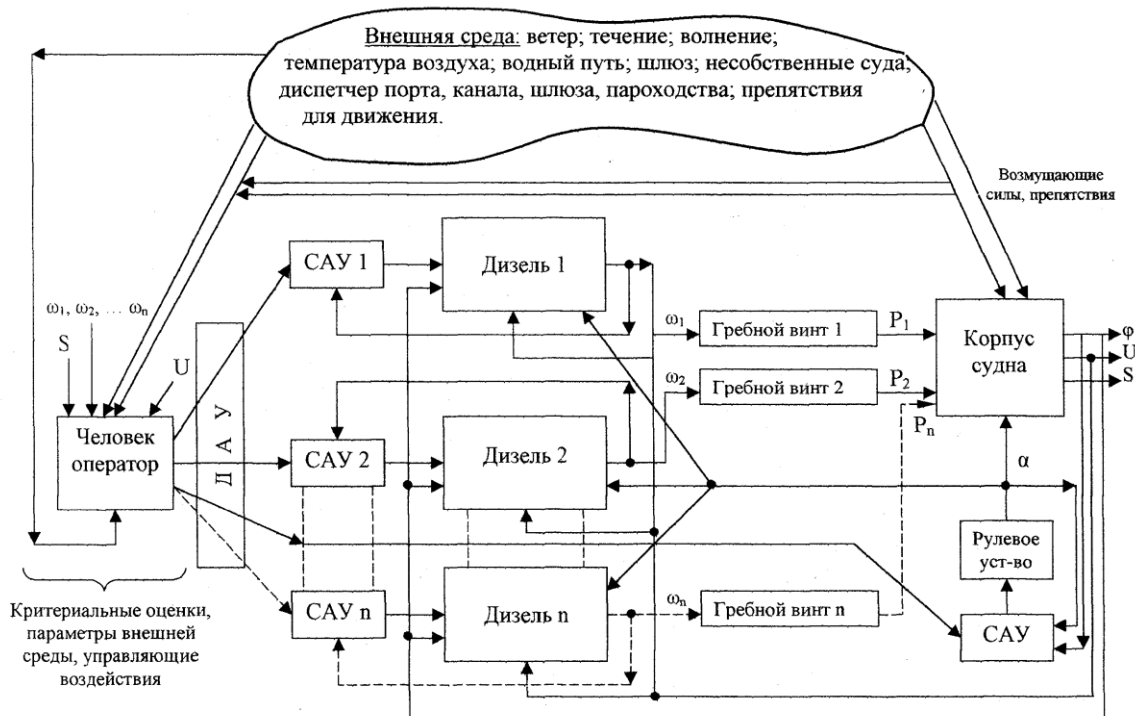 Внешняя среда: ветер; течение; волнение;
температура воздуха; водный путь; шлюз; несобственные суда;
диспетчер порта, канала, шлюза, пароходства; препятствия
для движения.
Возмущающие
силы, препятствия
САУ 1
Дизель 1
ω₁, ω₂, ... ωₙ
S
U
ω₁
Гребной винт 1
P₁
Корпус
судна
φ
U
S
ω₂
Гребной винт 2
P₂
Pₙ
Человек
оператор
Д А У
САУ 2
Дизель 2
α
Рулевое
уст-во
САУ n
Дизель n
ωₙ
Гребной винт n
САУ
Критериальные оценки,
параметры внешней
среды, управляющие
воздействия